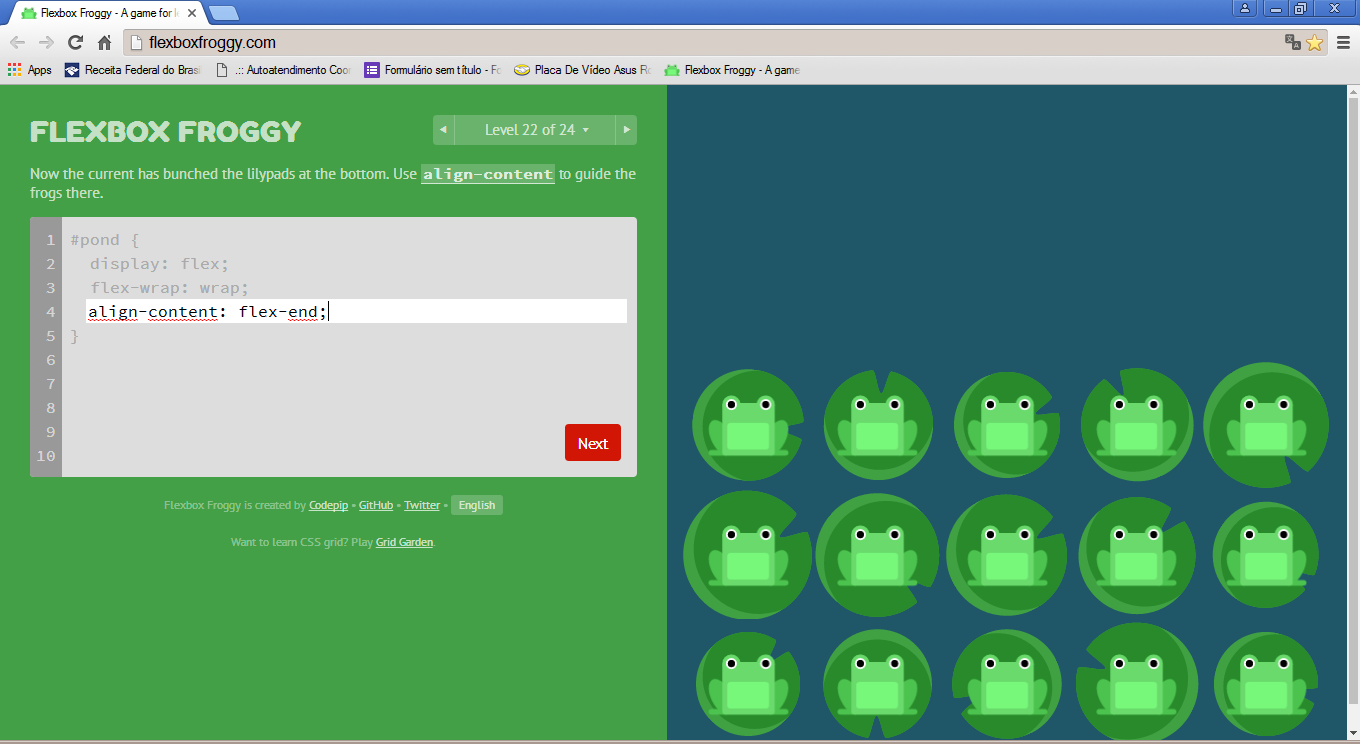 Flexbox Froggy - A game for l
flexboxfroggy.com
Apps
Receita Federal do Brasi
.:: Autoatendimento Coor
Formulário sem título - Fo
Placa De Vídeo Asus Ro
Flexbox Froggy - A game
FLEXBOX FROGGY
Level 22 of 24
Now the current has bunched the lilypads at the bottom. Use align-content to guide the
frogs there.
1 #pond {
2 display: flex;
3 flex-wrap: wrap;
4 align-content: flex-end;
5 }
6
7
8
9
10
Next
Flexbox Froggy is created by Codepip • GitHub • Twitter • English
Want to learn CSS grid? Play Grid Garden.